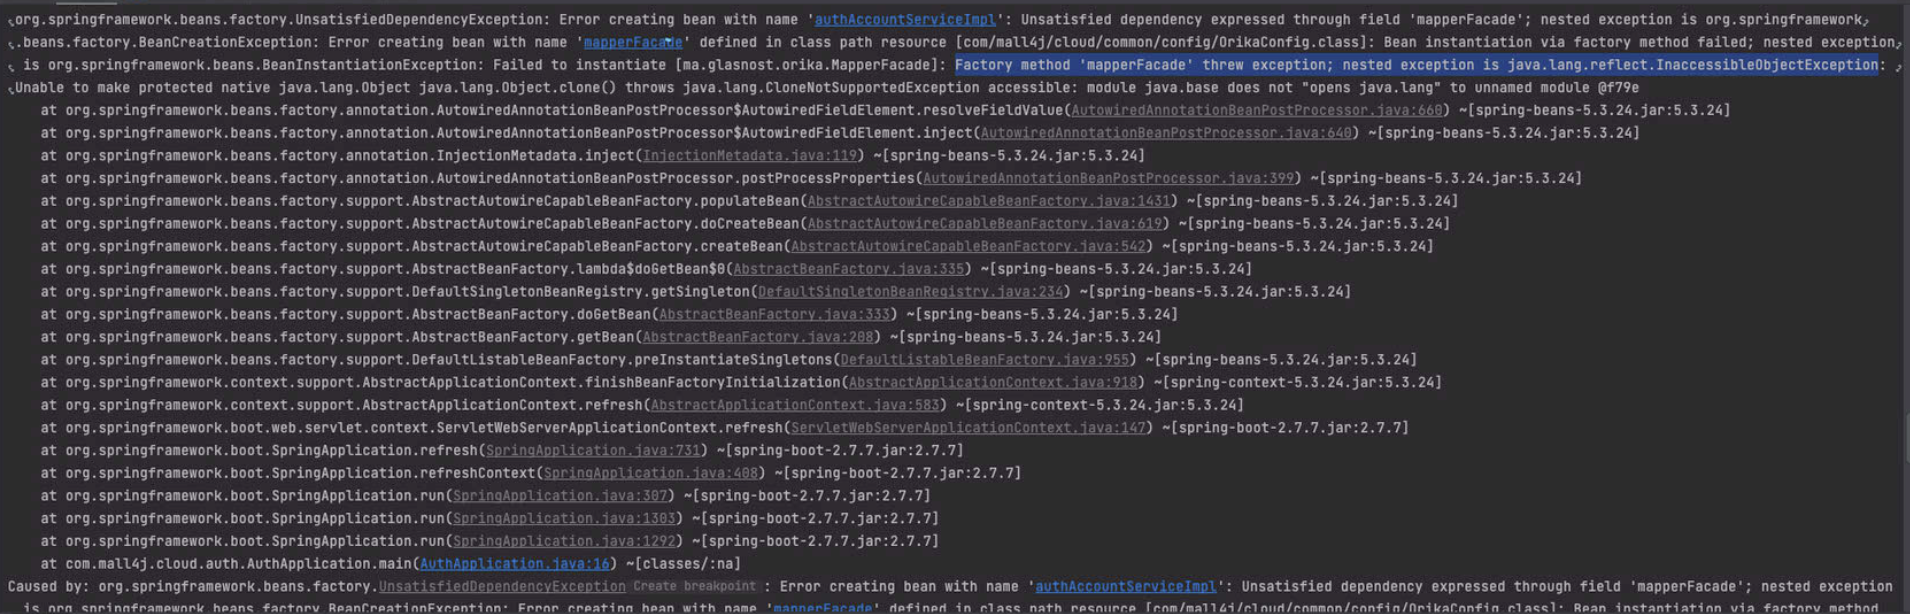 org.springframework.beans.factory.UnsatisfiedDependencyException: Error creating bean with name 'authAccountServiceImpl': Unsatisfied dependency expressed through field 'mapperFacade'; nested exception is org.springframework
.beans.factory.BeanCreationException: Error creating bean with name 'mapperFacade' defined in class path resource [com/mall4j/cloud/common/config/OrikaConfig.class]: Bean instantiation via factory method failed; nested exception
is org.springframework.beans.BeanInstantiationException: Failed to instantiate [ma.glasnost.orika.MapperFacade]: Factory method 'mapperFacade' threw exception; nested exception is java.lang.reflect.InaccessibleObjectException:
Unable to make protected native java.lang.Object java.lang.Object.clone() throws java.lang.CloneNotSupportedException accessible: module java.base does not "opens java.lang" to unnamed module @f79e
at org.springframework.beans.factory.annotation.AutowiredAnnotationBeanPostProcessor$AutowiredFieldElement.resolveFieldValue(AutowiredAnnotationBeanPostProcessor.java:660) ~[spring-beans-5.3.24.jar:5.3.24]
at org.springframework.beans.factory.annotation.AutowiredAnnotationBeanPostProcessor$AutowiredFieldElement.inject(AutowiredAnnotationBeanPostProcessor.java:640) ~[spring-beans-5.3.24.jar:5.3.24]
at org.springframework.beans.factory.annotation.InjectionMetadata.inject(InjectionMetadata.java:119) ~[spring-beans-5.3.24.jar:5.3.24]
at org.springframework.beans.factory.annotation.AutowiredAnnotationBeanPostProcessor.postProcessProperties(AutowiredAnnotationBeanPostProcessor.java:399) ~[spring-beans-5.3.24.jar:5.3.24]
at org.springframework.beans.factory.support.AbstractAutowireCapableBeanFactory.populateBean(AbstractAutowireCapableBeanFactory.java:1431) ~[spring-beans-5.3.24.jar:5.3.24]
at org.springframework.beans.factory.support.AbstractAutowireCapableBeanFactory.doCreateBean(AbstractAutowireCapableBeanFactory.java:619) ~[spring-beans-5.3.24.jar:5.3.24]
at org.springframework.beans.factory.support.AbstractAutowireCapableBeanFactory.createBean(AbstractAutowireCapableBeanFactory.java:542) ~[spring-beans-5.3.24.jar:5.3.24]
at org.springframework.beans.factory.support.AbstractBeanFactory.lambda$doGetBean$0(AbstractBeanFactory.java:335) ~[spring-beans-5.3.24.jar:5.3.24]
at org.springframework.beans.factory.support.DefaultSingletonBeanRegistry.getSingleton(DefaultSingletonBeanRegistry.java:234) ~[spring-beans-5.3.24.jar:5.3.24]
at org.springframework.beans.factory.support.AbstractBeanFactory.doGetBean(AbstractBeanFactory.java:333) ~[spring-beans-5.3.24.jar:5.3.24]
at org.springframework.beans.factory.support.AbstractBeanFactory.getBean(AbstractBeanFactory.java:208) ~[spring-beans-5.3.24.jar:5.3.24]
at org.springframework.beans.factory.support.DefaultListableBeanFactory.preInstantiateSingletons(DefaultListableBeanFactory.java:955) ~[spring-beans-5.3.24.jar:5.3.24]
at org.springframework.context.support.AbstractApplicationContext.finishBeanFactoryInitialization(AbstractApplicationContext.java:918) ~[spring-context-5.3.24.jar:5.3.24]
at org.springframework.context.support.AbstractApplicationContext.refresh(AbstractApplicationContext.java:583) ~[spring-context-5.3.24.jar:5.3.24]
at org.springframework.boot.web.servlet.context.ServletWebServerApplicationContext.refresh(ServletWebServerApplicationContext.java:147) ~[spring-boot-2.7.7.jar:2.7.7]
at org.springframework.boot.SpringApplication.refresh(SpringApplication.java:731) ~[spring-boot-2.7.7.jar:2.7.7]
at org.springframework.boot.SpringApplication.refreshContext(SpringApplication.java:408) ~[spring-boot-2.7.7.jar:2.7.7]
at org.springframework.boot.SpringApplication.run(SpringApplication.java:307) ~[spring-boot-2.7.7.jar:2.7.7]
at org.springframework.boot.SpringApplication.run(SpringApplication.java:1303) ~[spring-boot-2.7.7.jar:2.7.7]
at org.springframework.boot.SpringApplication.run(SpringApplication.java:1292) ~[spring-boot-2.7.7.jar:2.7.7]
at com.mall4j.cloud.auth.AuthApplication.main(AuthApplication.java:16) ~[classes/:na]
Caused by: org.springframework.beans.factory.UnsatisfiedDependencyException Create breakpoint : Error creating bean with name 'authAccountServiceImpl': Unsatisfied dependency expressed through field 'mapperFacade'; nested exception
is org.springframework.beans.factory.BeanCreationException: Error creating bean with name 'mapperFacade' defined in class path resource [com/mall4j/cloud/common/config/OrikaConfig.class]: Bean instantiation via factory method